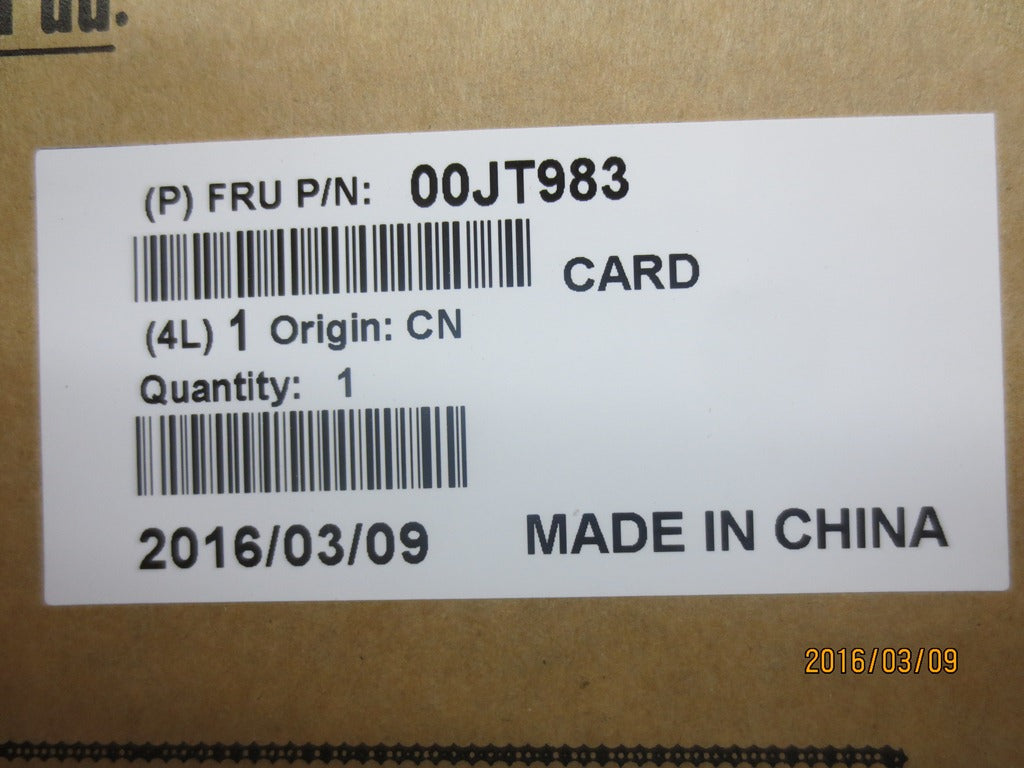 (P) FRU P/N: 00JT983
CARD
(4L) 1 Origin: CN
Quantity: 1
2016/03/09 MADE IN CHINA
2016/03/09